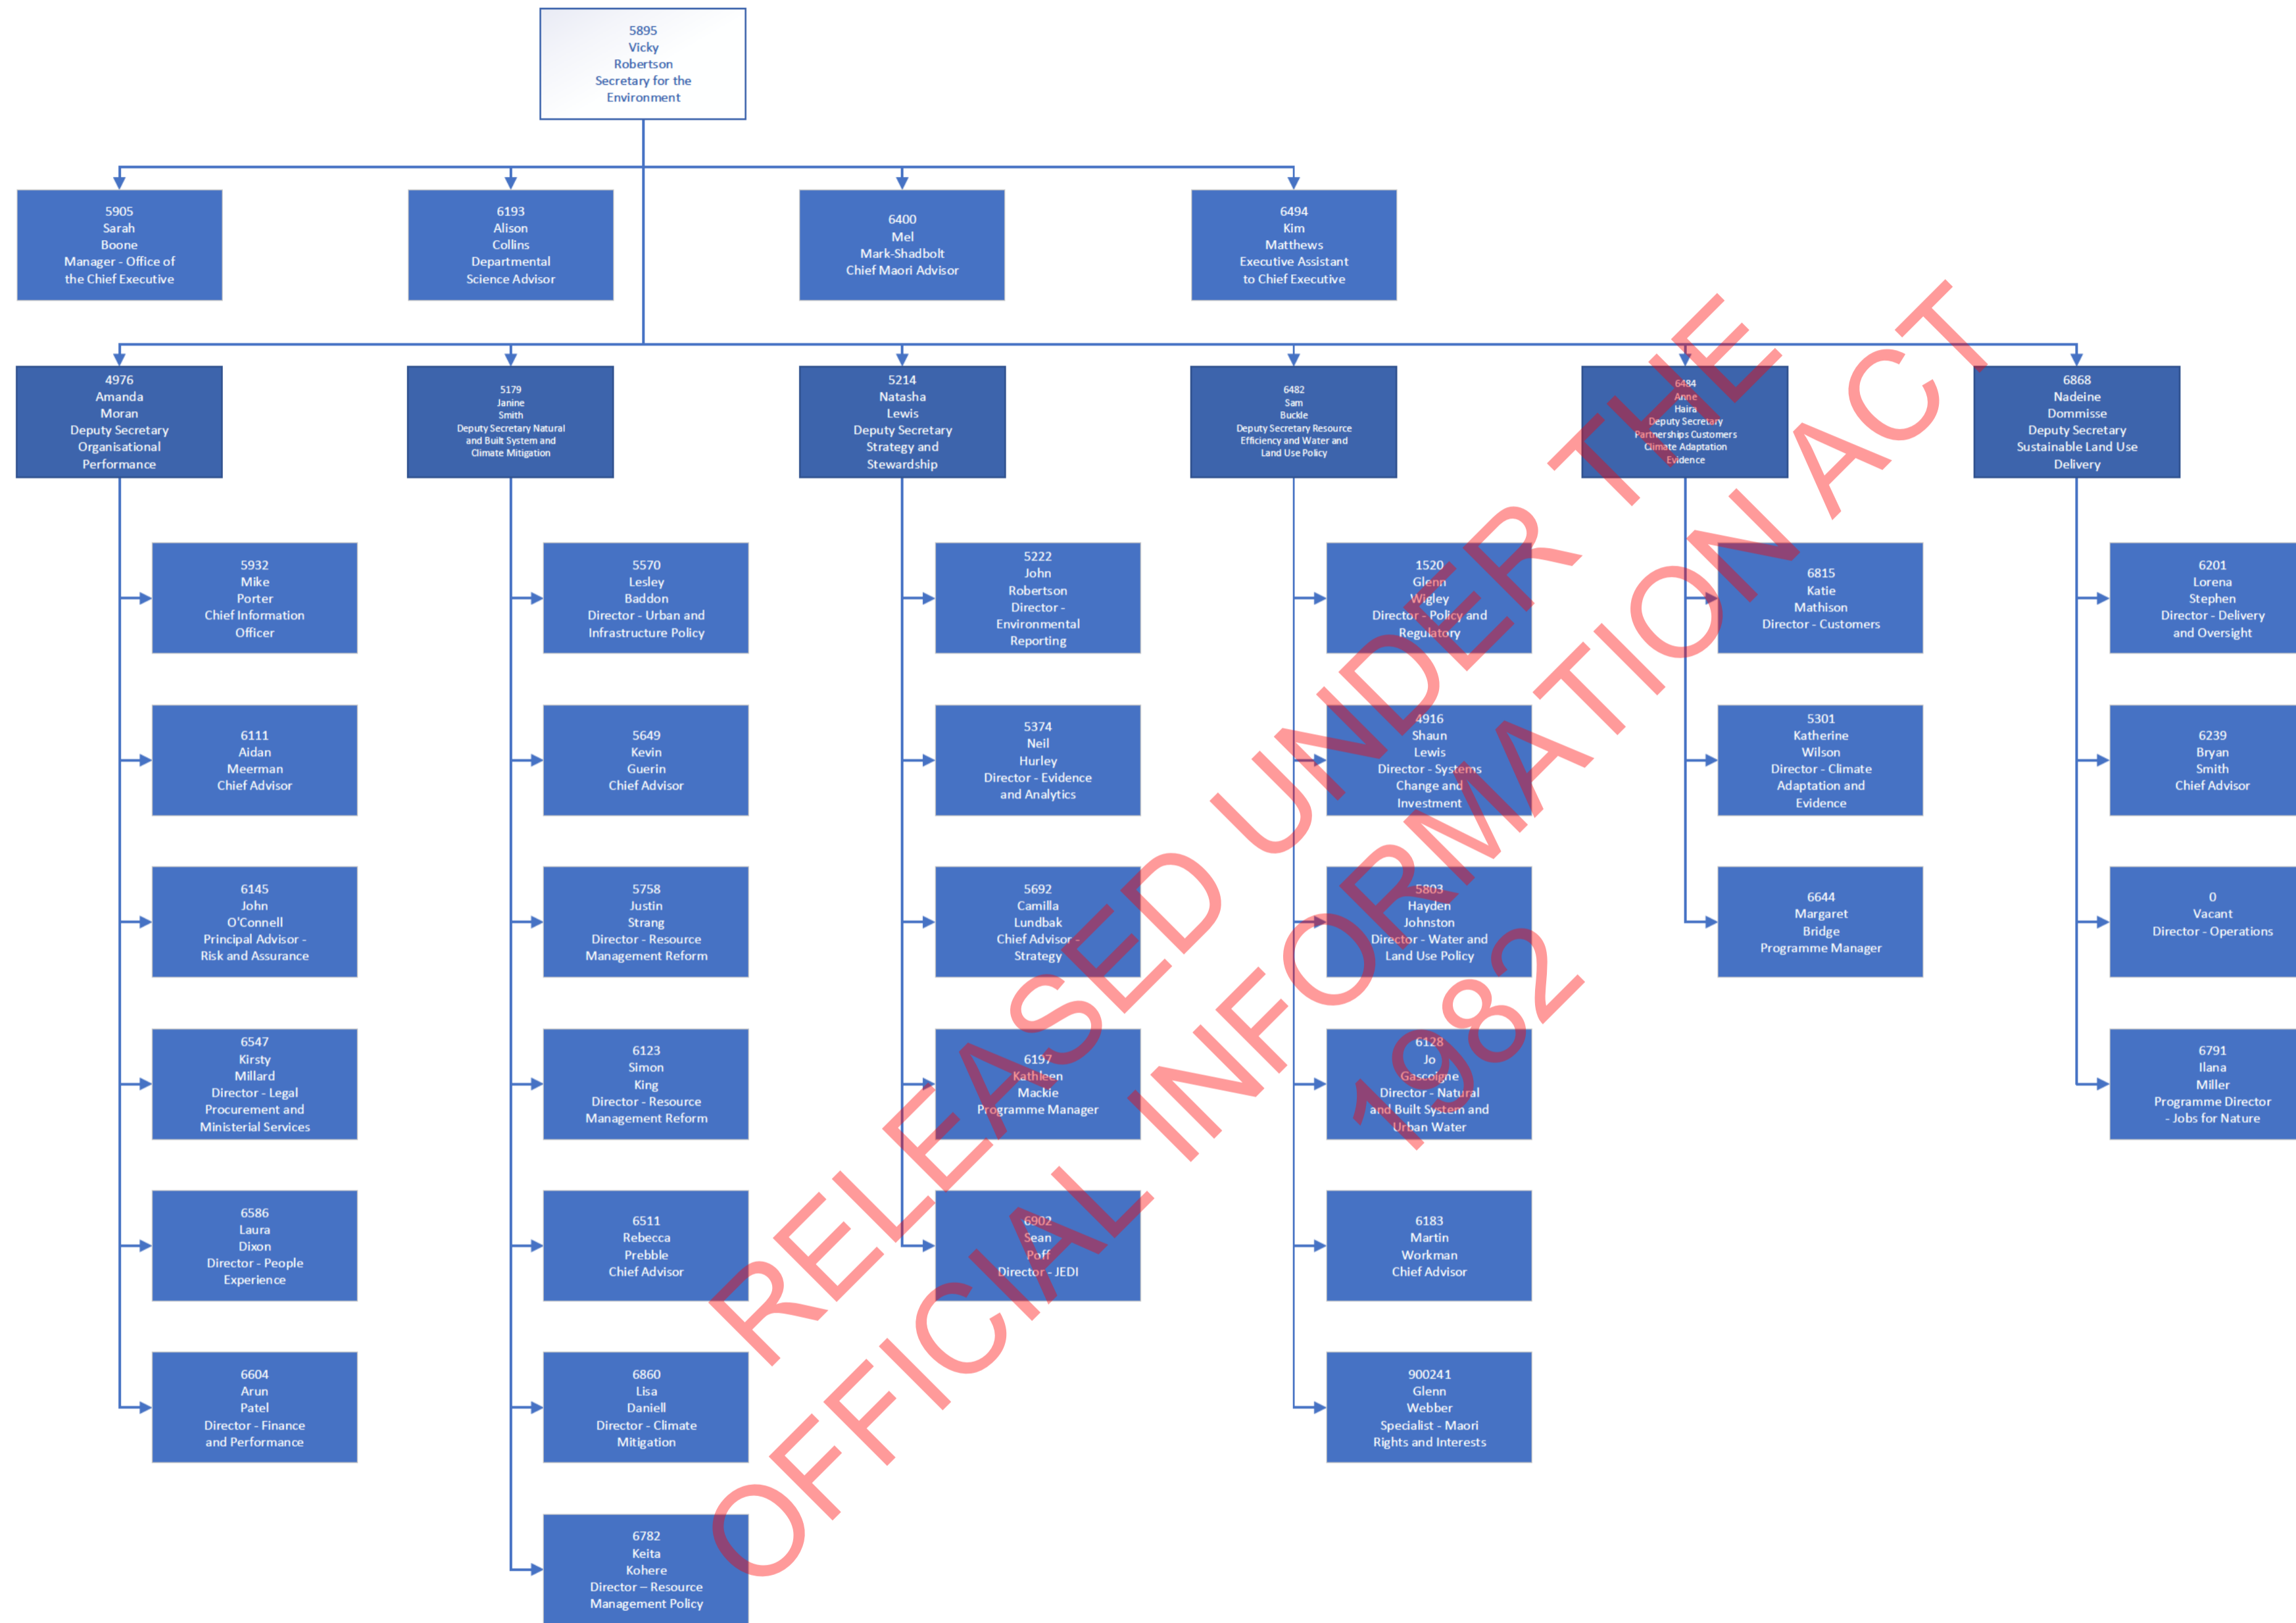 5895
Vicky
Robertson
Secretary for the
Environment
5905
Sarah
Boone
Manager - Office of
the Chief Executive
6193
Alison
Collins
Departmental
Science Advisor
6400
Mel
Mark-Shadbolt
Chief Maori Advisor
6494
Kim
Matthews
Executive Assistant
to Chief Executive
4976
Amanda
Moran
Deputy Secretary
Organisational
Performance
5179
Janine
Smith
Deputy Secretary Natural
and Built System and
Climate Mitigation
5214
Natasha
Lewis
Deputy Secretary
Strategy and
Stewardship
6482
Sam
Buckle
Deputy Secretary Resource
Efficiency and Water and
Land Use Policy
6484
Anne
Haira
Deputy Secretary
Partnerships Customers
Climate Adaptation
Evidence
6868
Nadeine
Dommisse
Deputy Secretary
Sustainable Land Use
Delivery
5932
Mike
Porter
Chief Information
Officer
6111
Aidan
Meerman
Chief Advisor
6145
John
O'Connell
Principal Advisor -
Risk and Assurance
6547
Kirsty
Millard
Director - Legal
Procurement and
Ministerial Services
6586
Laura
Dixon
Director - People
Experience
6604
Arun
Patel
Director - Finance
and Performance
5570
Lesley
Baddon
Director - Urban and
Infrastructure Policy
5649
Kevin
Guerin
Chief Advisor
5758
Justin
Strang
Director - Resource
Management Reform
6123
Simon
King
Director - Resource
Management Reform
6511
Rebecca
Prebble
Chief Advisor
6860
Lisa
Daniell
Director - Climate
Mitigation
6782
Keita
Kohere
Director – Resource
Management Policy
5222
John
Robertson
Director -
Environmental
Reporting
5374
Neil
Hurley
Director - Evidence
and Analytics
5692
Camilla
Lundbak
Chief Advisor -
Strategy
6197
Kathleen
Mackie
Programme Manager
6902
Sean
Poff
Director - JEDI
1520
Glenn
Wigley
Director - Policy and
Regulatory
4916
Shaun
Lewis
Director - Systems
Change and
Investment
5803
Hayden
Johnston
Director - Water and
Land Use Policy
6128
Jo
Gascoigne
Director - Natural
and Built System and
Urban Water
6183
Martin
Workman
Chief Advisor
900241
Glenn
Webber
Specialist - Maori
Rights and Interests
6815
Katie
Mathison
Director - Customers
5301
Katherine
Wilson
Director - Climate
Adaptation and
Evidence
6644
Margaret
Bridge
Programme Manager
6201
Lorena
Stephen
Director - Delivery
and Oversight
6239
Bryan
Smith
Chief Advisor
0
Vacant
Director - Operations
6791
Ilana
Miller
Programme Director
- Jobs for Nature
RELEASED UNDER THE
OFFICIAL INFORMATION ACT
1982